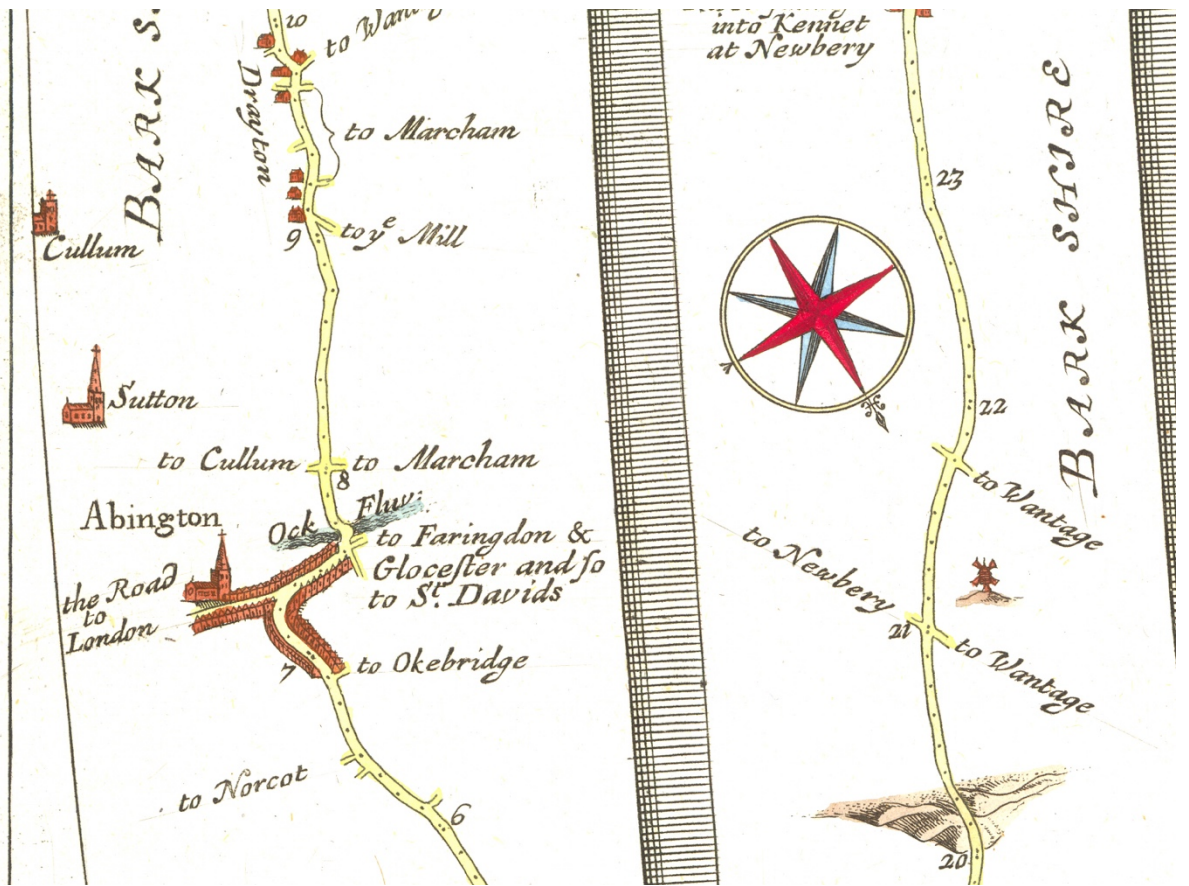 10
to
BARK S
Drayton
to Marcham
9
to yᵉ Mill
Cullum
Sutton
to Cullum
to Marcham
8
Abington
Ock Fluv:
to Faringdon &
Gloceſter and ſo
to Sᵗ. Davids
the Road
to
London
7
to Okebridge
to Norcot
6
into Kennet
at Newbery
23
BARK SHIRE
22
to Wantage
to Newbery
21
to Wantage
20